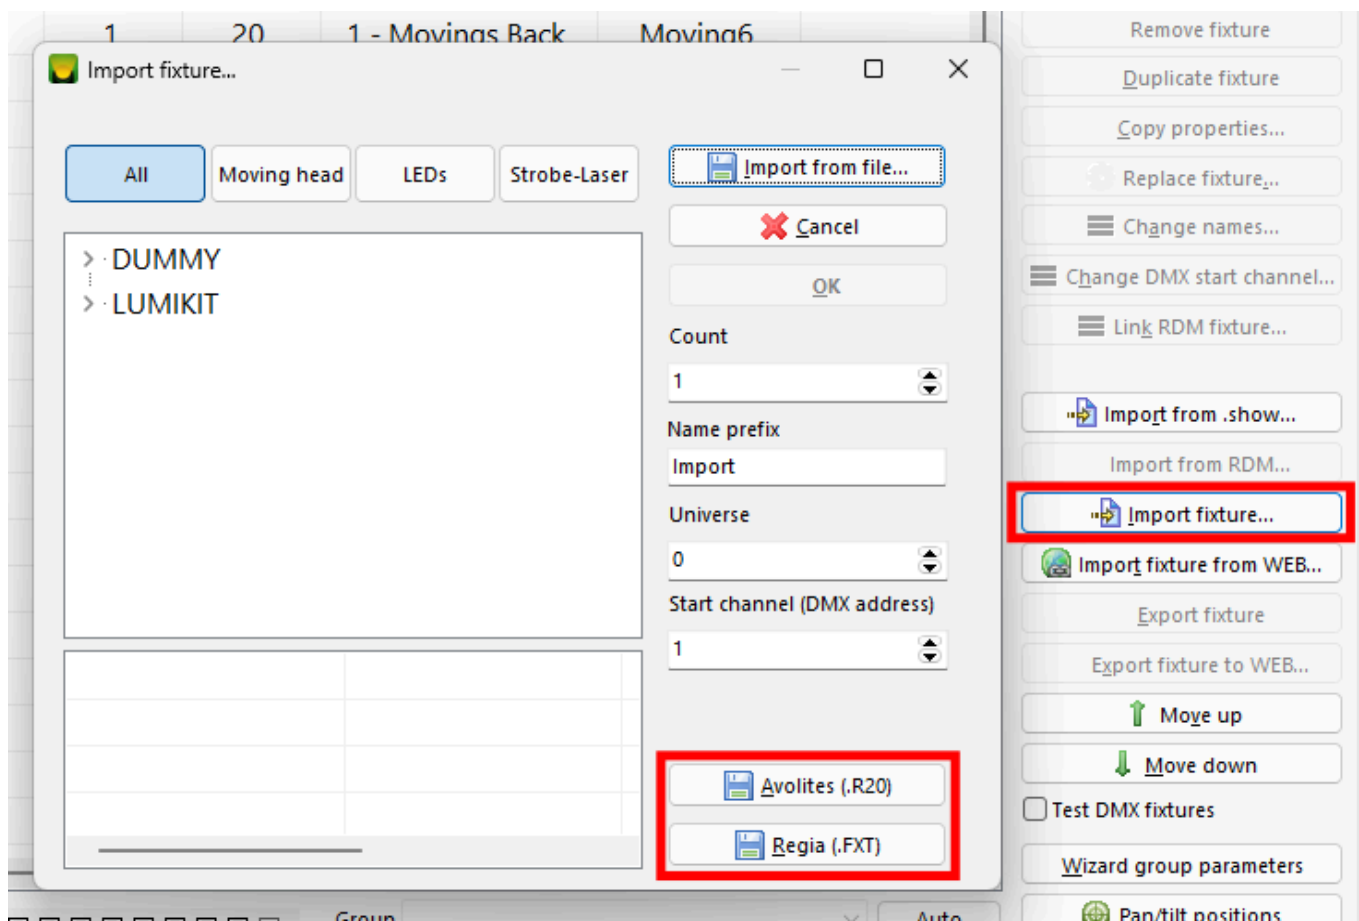 1 20 1 - Movings Back Moving6
Import fixture...
All Moving head LEDs Strobe-Laser
DUMMY
LUMIKIT
Import from file...
Cancel
OK
Count
1
Name prefix
Import
Universe
0
Start channel (DMX address)
1
Avolites (.R20)
Regia (.FXT)
Remove fixture
Duplicate fixture
Copy properties...
Replace fixture...
Change names...
Change DMX start channel...
Link RDM fixture...
Import from .show...
Import from RDM...
Import fixture...
Import fixture from WEB...
Export fixture
Export fixture to WEB...
Move up
Move down
Test DMX fixtures
Wizard group parameters
Pan/tilt positions
Group Auto